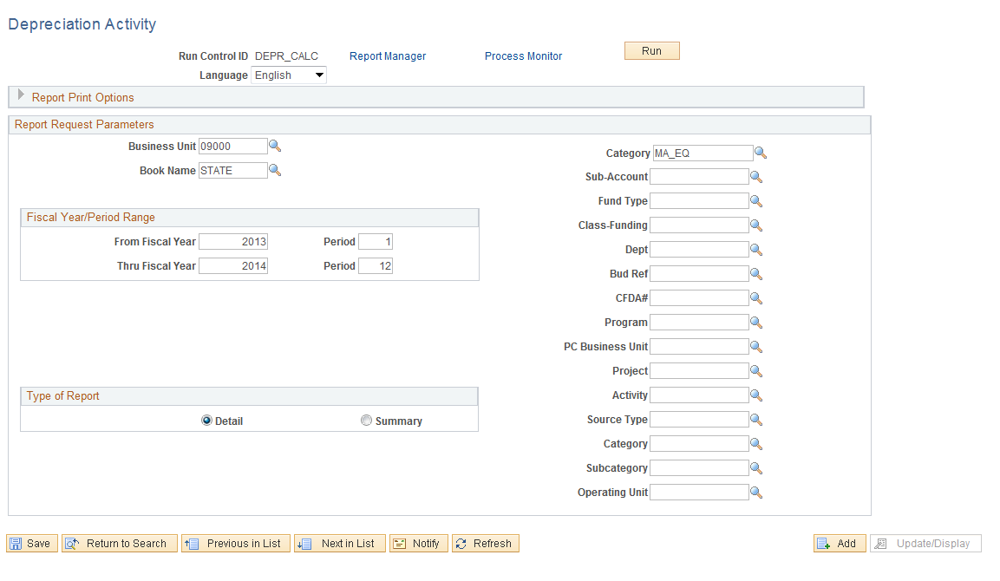 Depreciation Activity
Run Control ID DEPR_CALC Report Manager Process Monitor Run
Language English
Report Print Options
Report Request Parameters
Business Unit 09000
Book Name STATE
Fiscal Year/Period Range
From Fiscal Year 2013 Period 1
Thru Fiscal Year 2014 Period 12
Type of Report
Detail Summary
Category MA_EQ
Sub-Account
Fund Type
Class-Funding
Dept
Bud Ref
CFDA#
Program
PC Business Unit
Project
Activity
Source Type
Category
Subcategory
Operating Unit
Save Return to Search Previous in List Next in List Notify Refresh Add Update/Display